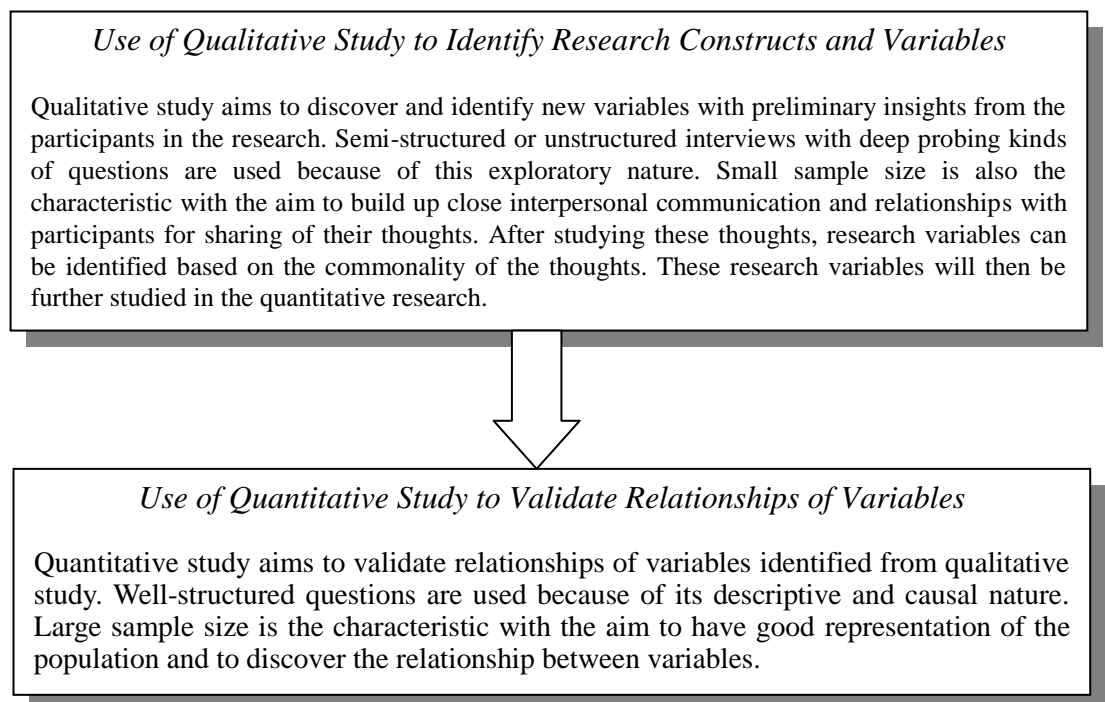 Use of Qualitative Study to Identify Research Constructs and Variables
Qualitative study aims to discover and identify new variables with preliminary insights from the
participants in the research. Semi-structured or unstructured interviews with deep probing kinds
of questions are used because of this exploratory nature. Small sample size is also the
characteristic with the aim to build up close interpersonal communication and relationships with
participants for sharing of their thoughts. After studying these thoughts, research variables can
be identified based on the commonality of the thoughts. These research variables will then be
further studied in the quantitative research.
Use of Quantitative Study to Validate Relationships of Variables
Quantitative study aims to validate relationships of variables identified from qualitative
study. Well-structured questions are used because of its descriptive and causal nature.
Large sample size is the characteristic with the aim to have good representation of the
population and to discover the relationship between variables.